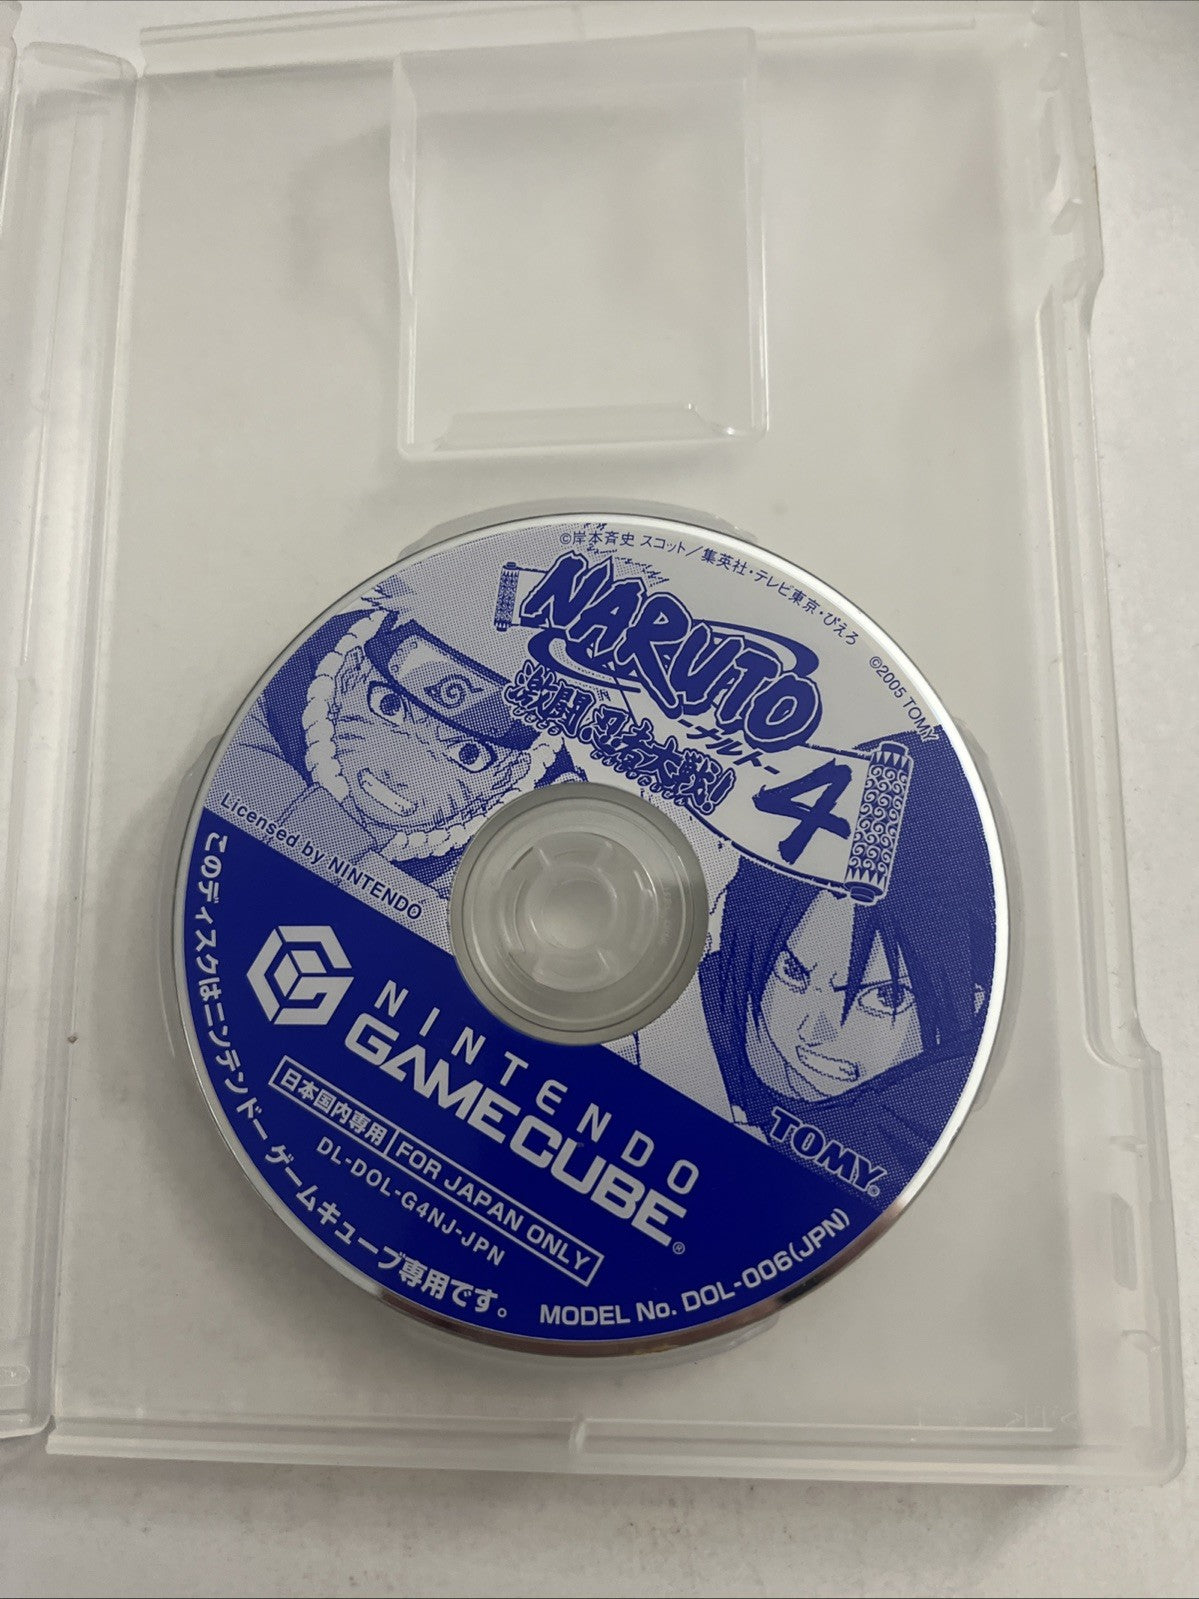 ©岸本斉史 スコット／集英社・テレビ東京・ぴえろ
©2005 TOMY
NARUTO
-ナルト-
激闘忍者大戦!
4
Licensed by NINTENDO
NINTENDO
GAMECUBE®
日本国内専用 FOR JAPAN ONLY
DL-DOL-G4NJ-JPN
TOMY®
このディスクはニンテンドー ゲームキューブ専用です。
MODEL No. DOL-006(JPN)